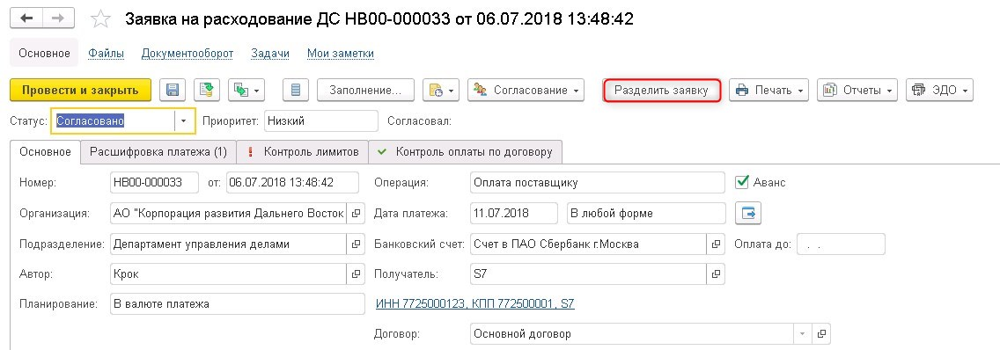 Заявка на расходование ДС НВ00-000033 от 06.07.2018 13:48:42
Основное Файлы Документооборот Задачи Мои заметки
Провести и закрыть Заполнение... Согласование Разделить заявку Печать Отчеты ЭДО
Статус: Согласовано Приоритет: Низкий Согласовал:
Основное Расшифровка платежа (1) Контроль лимитов Контроль оплаты по договору
Номер: НВ00-000033 от: 06.07.2018 13:48:42 Операция: Оплата поставщику Аванс
Организация: АО "Корпорация развития Дальнего Восток Дата платежа: 11.07.2018 В любой форме
Подразделение: Департамент управления делами Банковский счет: Счет в ПАО Сбербанк г.Москва Оплата до: . .
Автор: Крок Получатель: S7
Планирование: В валюте платежа ИНН 7725000123, КПП 772500001, S7
Договор: Основной договор